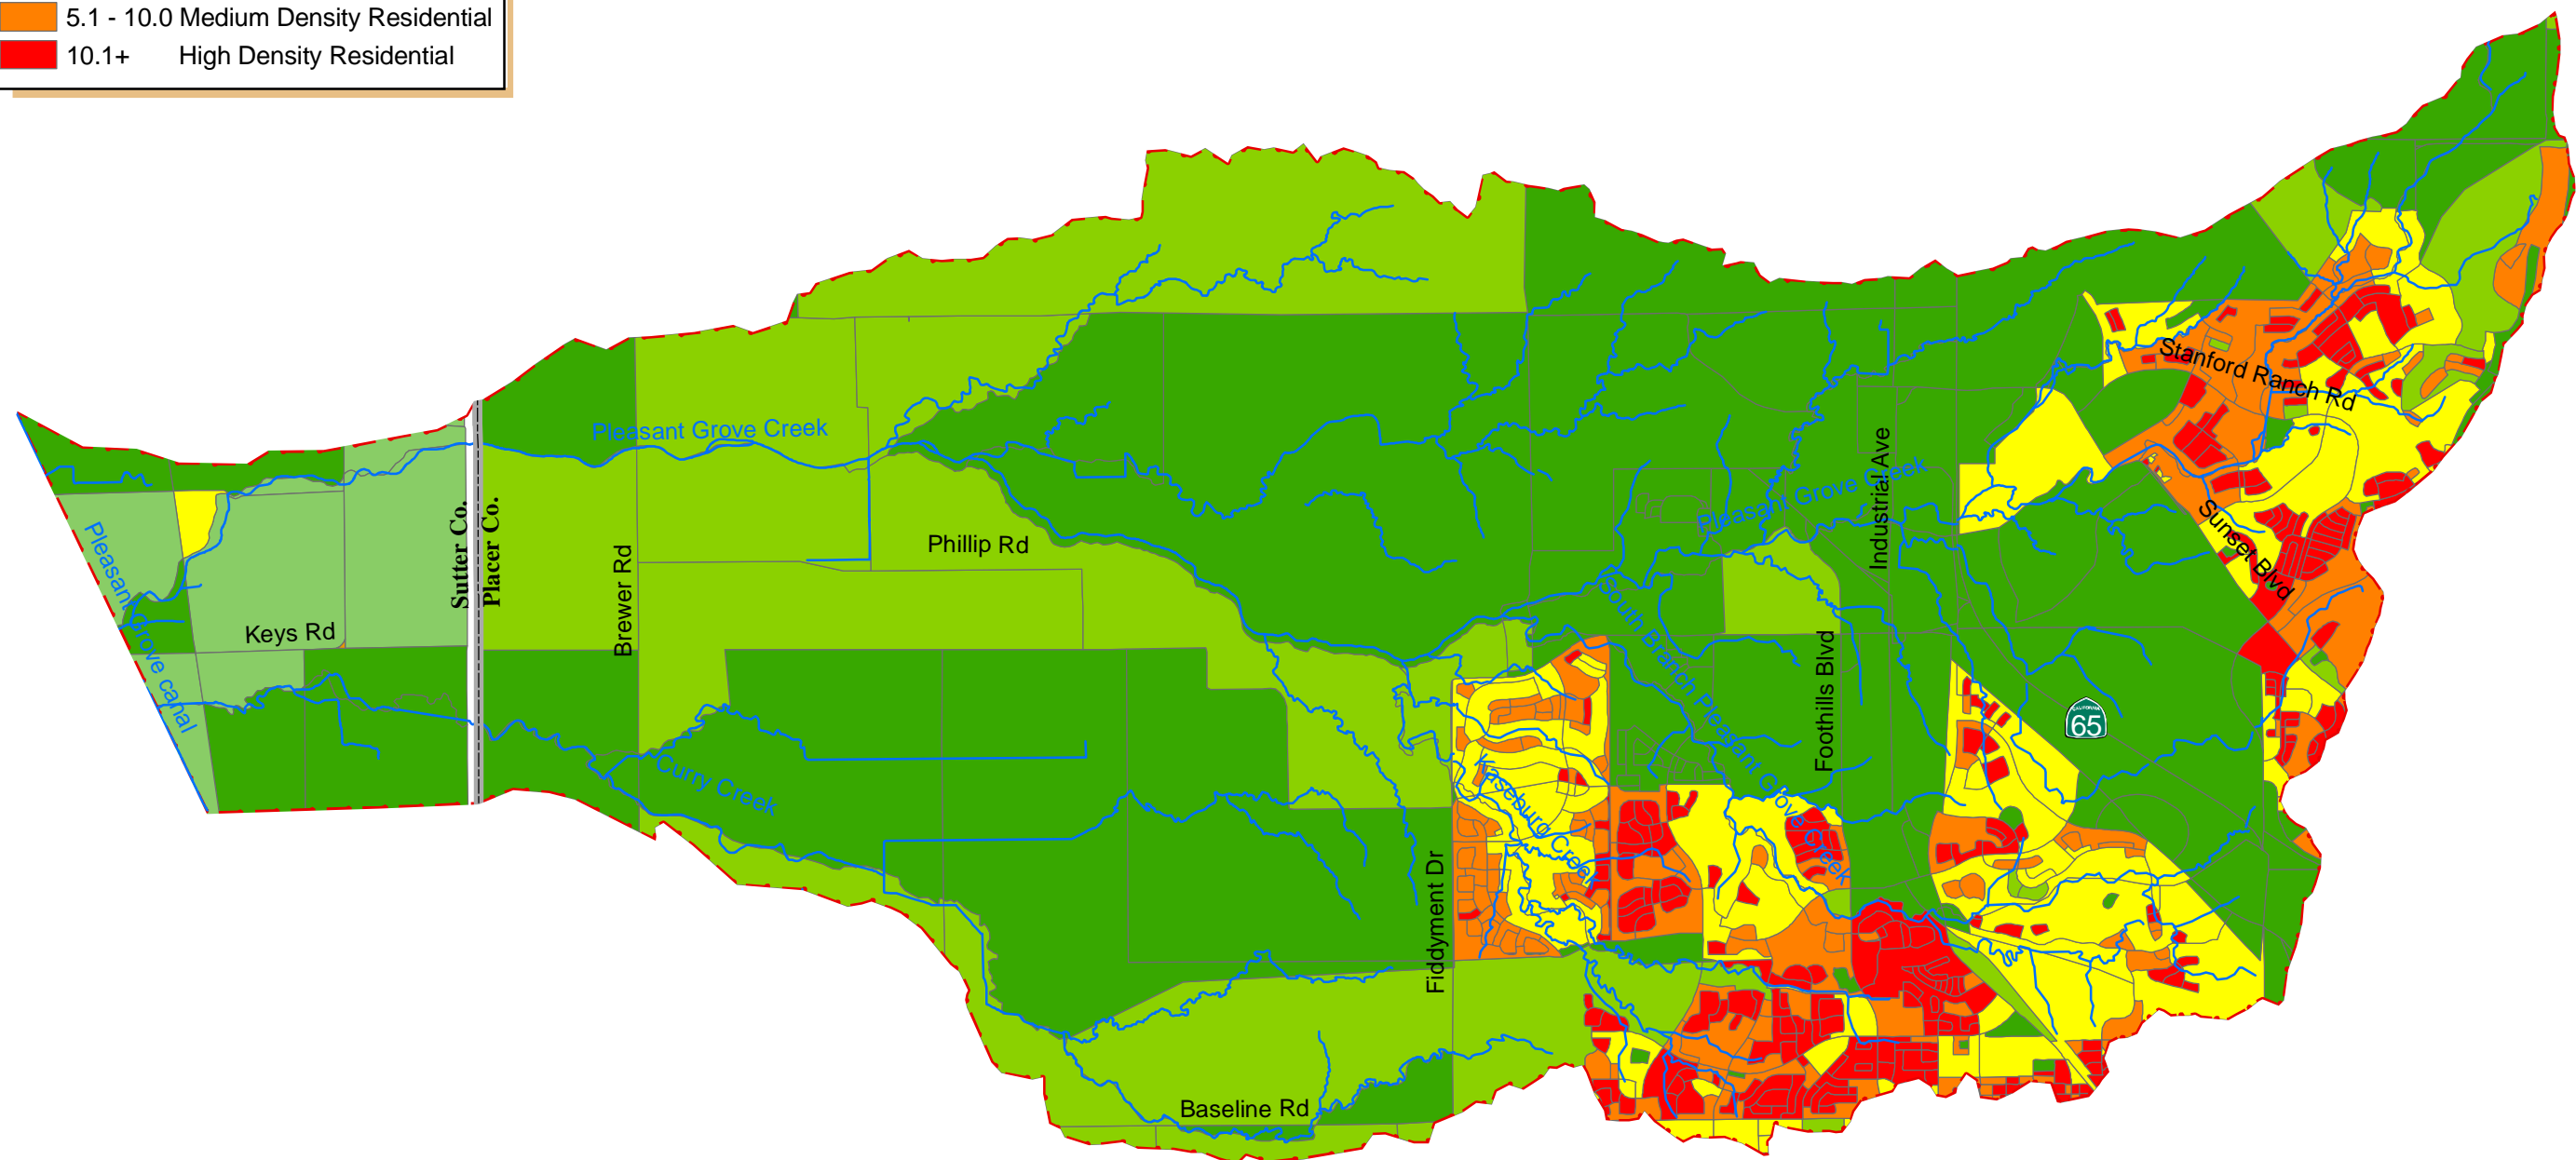 5.1 - 10.0 Medium Density Residential
10.1+ High Density Residential
Stanford Ranch Rd
Pleasant Grove Creek
Industrial Ave
Pleasant Grove Creek
Sutter Co.
Placer Co.
Sunset Blvd
Pleasant Grove canal
Brewer Rd
Phillip Rd
Keys Rd
South Branch Pleasant Grove Creek
Foothills Blvd
CALIFORNIA
65
Curry Creek
Kaseburg Creek
Fiddyment Dr
Baseline Rd